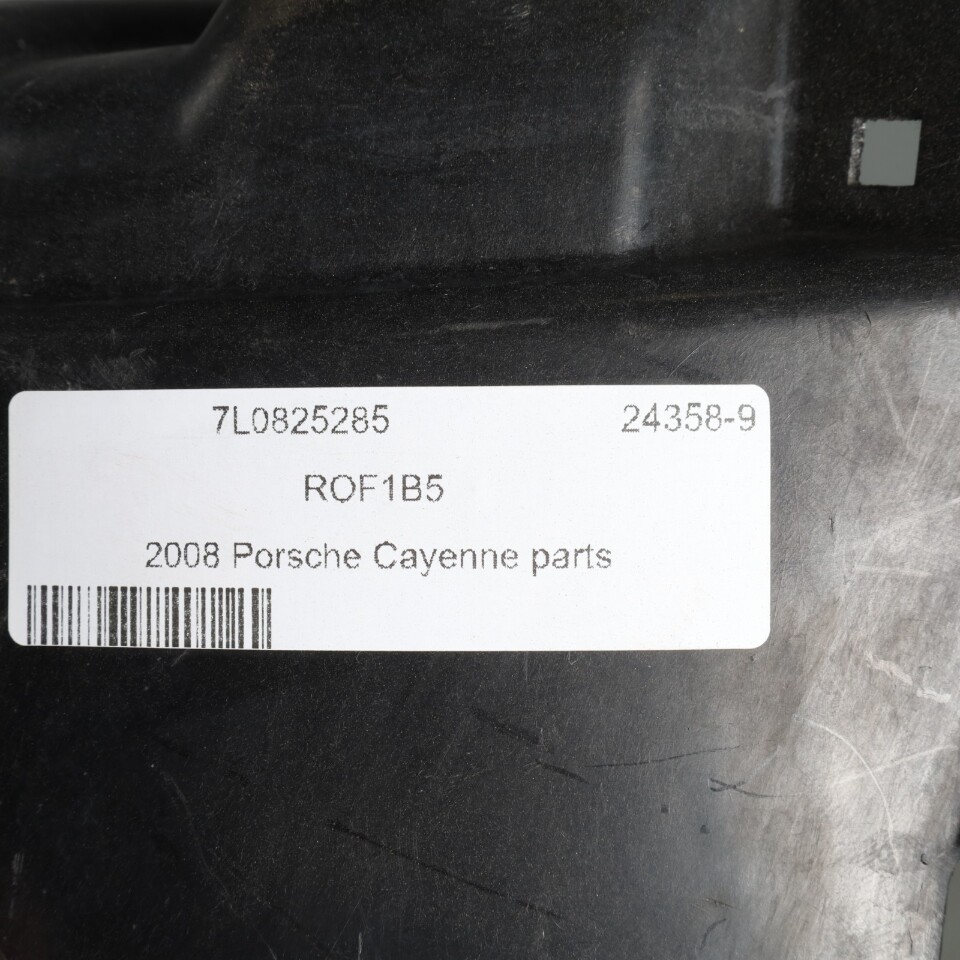 7L0825285 24358-9
ROF1B5
2008 Porsche Cayenne parts